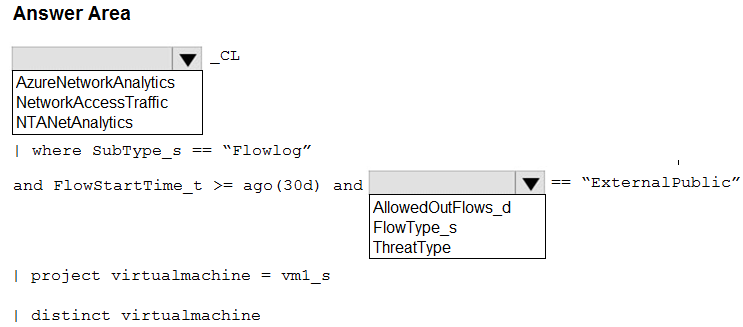 Answer Area
_CL
AzureNetworkAnalytics
NetworkAccessTraffic
NTANetAnalytics
| where SubType_s == “Flowlog”
and FlowStartTime_t >= ago(30d) and == “ExternalPublic”
AllowedOutFlows_d
FlowType_s
ThreatType
| project virtualmachine = vm1_s
| distinct virtualmachine